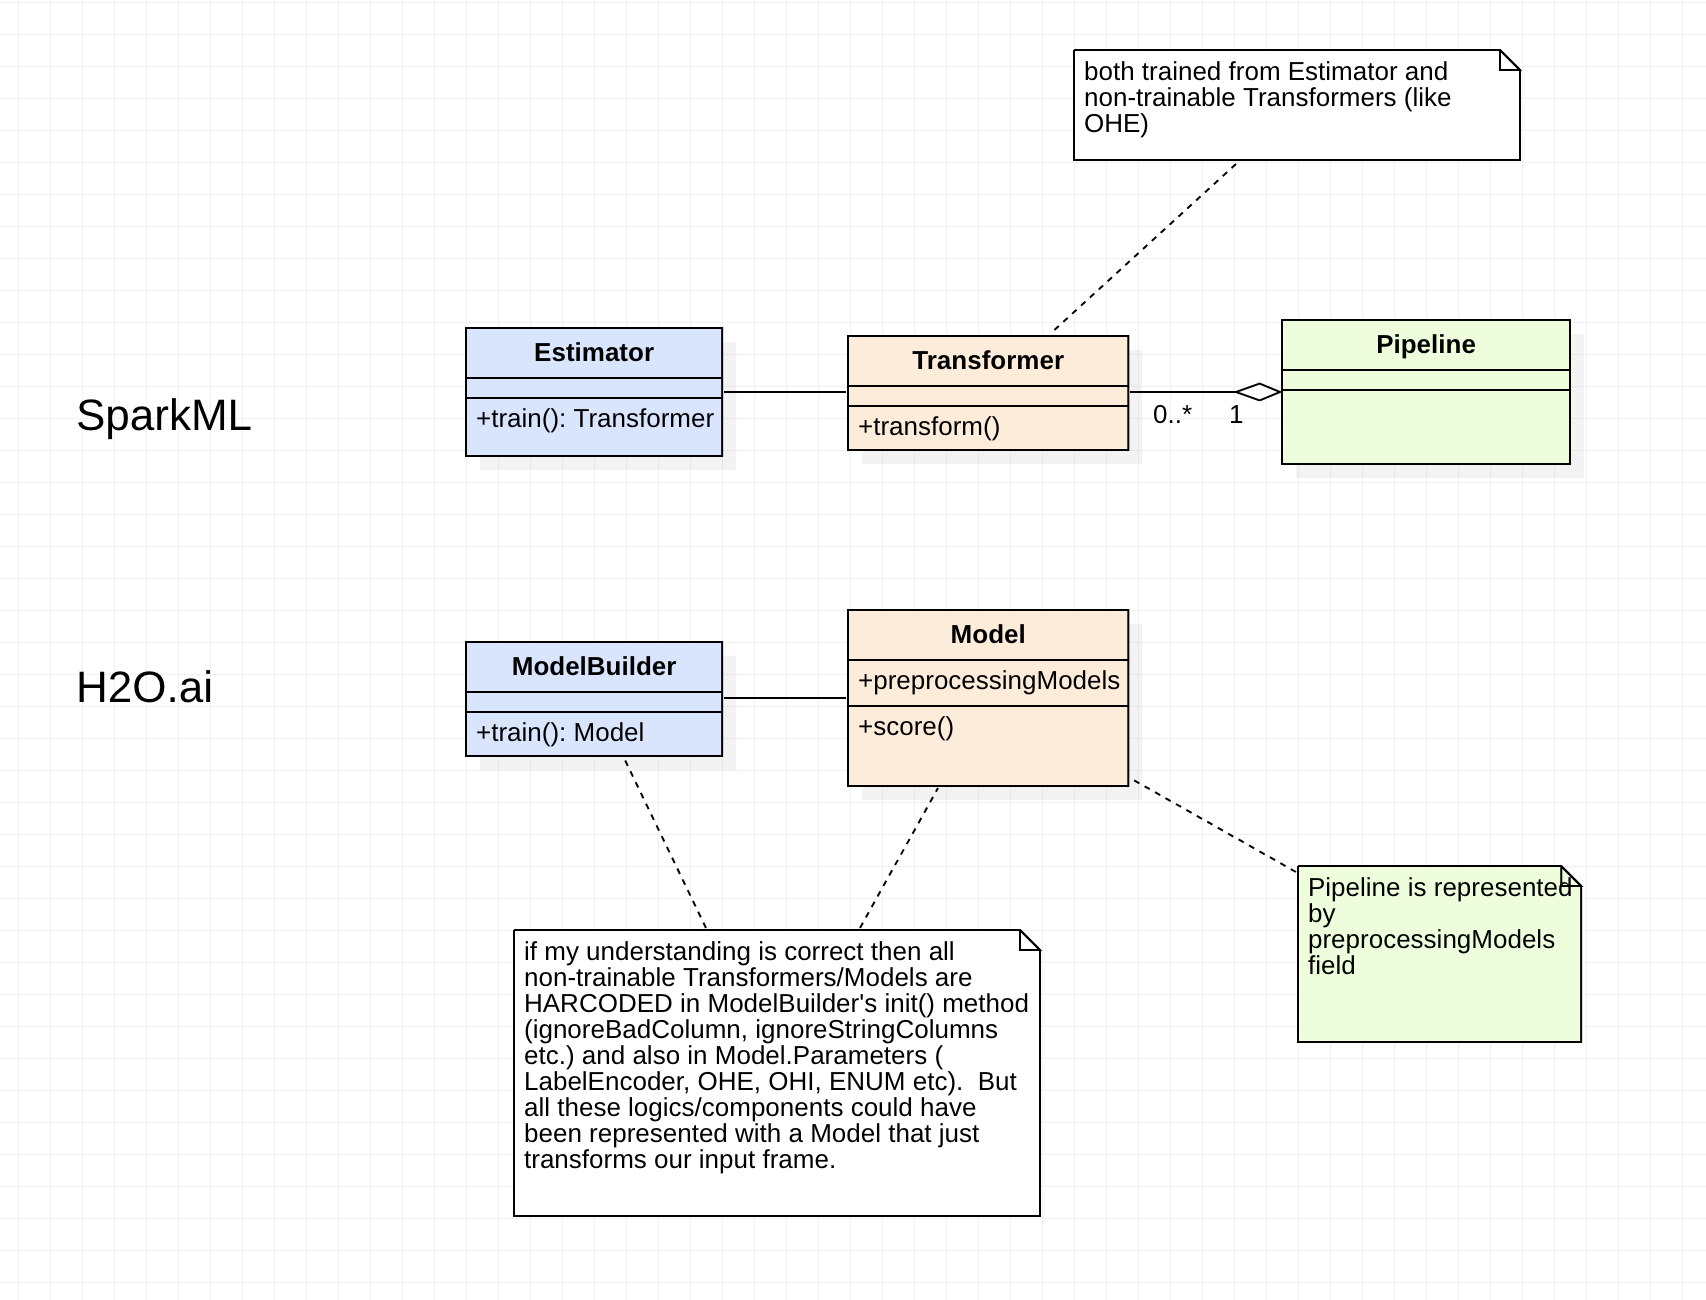 both trained from Estimator and
non-trainable Transformers (like
OHE)
SparkML
Estimator
+train(): Transformer
Transformer
+transform()
0..*
1
Pipeline
H2O.ai
ModelBuilder
+train(): Model
Model
+preprocessingModels
+score()
Pipeline is represented
by
preprocessingModels
field
if my understanding is correct then all
non-trainable Transformers/Models are
HARCODED in ModelBuilder's init() method
(ignoreBadColumn, ignoreStringColumns
etc.) and also in Model.Parameters (
LabelEncoder, OHE, OHI, ENUM etc).  But
all these logics/components could have
been represented with a Model that just
transforms our input frame.